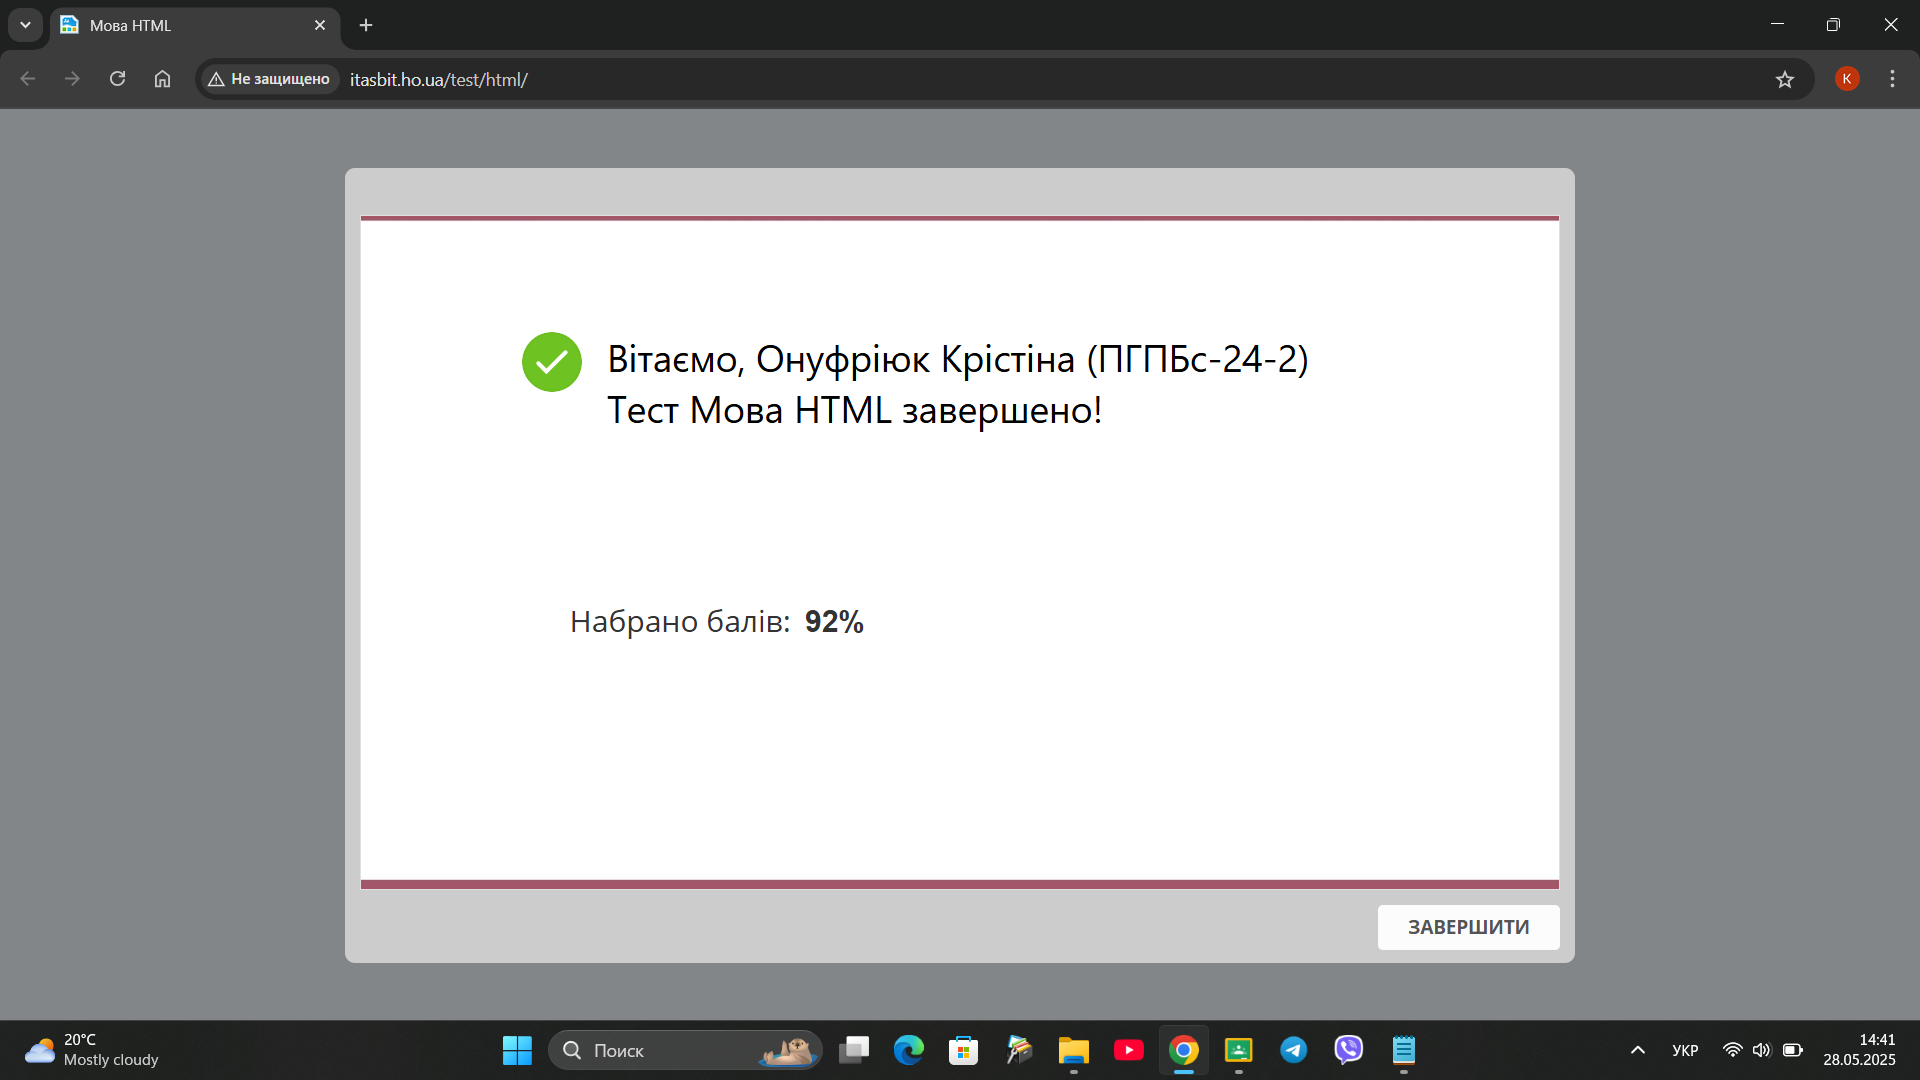 Мова HTML
Не защищено
itasbit.ho.ua/test/html/
К
Вітаємо, Онуфріюк Крістіна (ПГПБс-24-2)
Тест Мова HTML завершено!
Набрано балів: 92%
ЗАВЕРШИТИ
20°C
Mostly cloudy
Поиск
УКР
14:41
28.05.2025